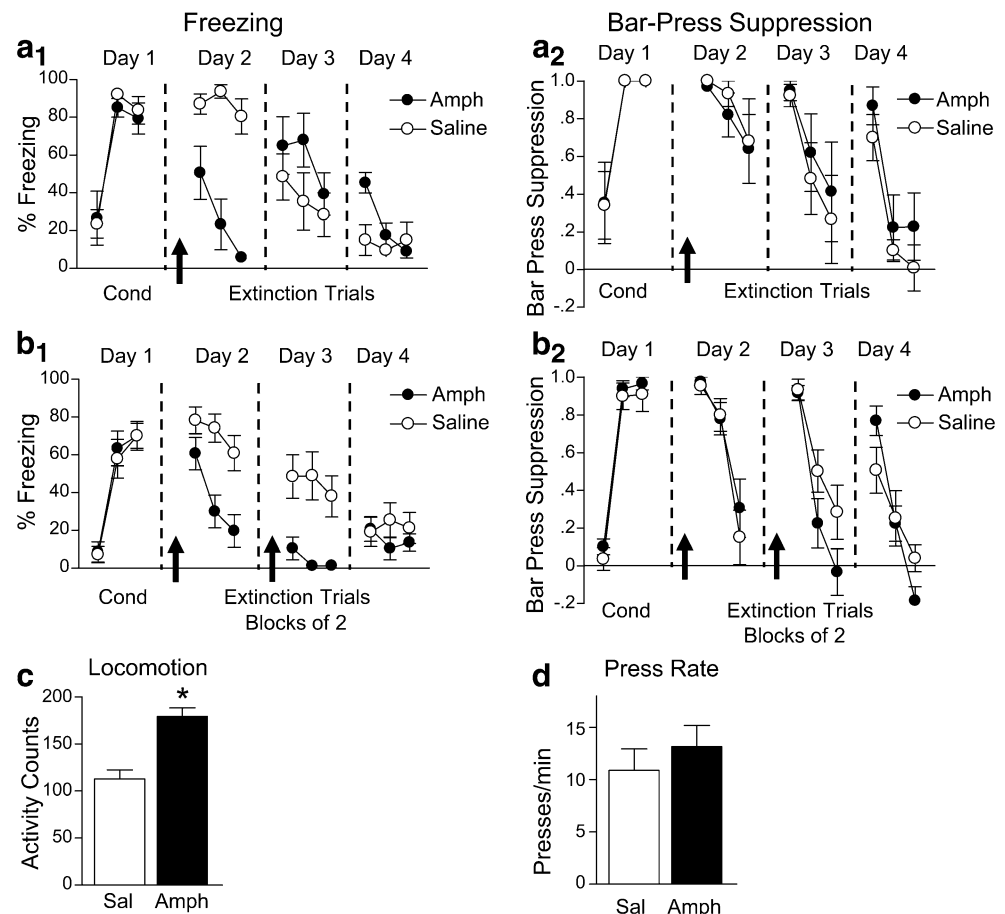 Freezing
Bar-Press Suppression
a1
Day 1 Day 2 Day 3 Day 4
% Freezing
100
80
60
40
20
0
Amph
Saline
Cond
Extinction Trials
a2
Day 1 Day 2 Day 3 Day 4
Bar Press Suppression
1.0
.8
.6
.4
.2
0
-.2
Amph
Saline
Cond
Extinction Trials
b1
Day 1 Day 2 Day 3 Day 4
% Freezing
100
80
60
40
20
0
Amph
Saline
Cond
Extinction Trials
Blocks of 2
b2
Day 1 Day 2 Day 3 Day 4
Bar Press Suppression
1.0
.8
.6
.4
.2
0
-.2
Amph
Saline
Cond
Extinction Trials
Blocks of 2
c
Locomotion
Activity Counts
200
150
100
50
0
*
Sal Amph
d
Press Rate
Presses/min
15
10
5
0
Sal Amph